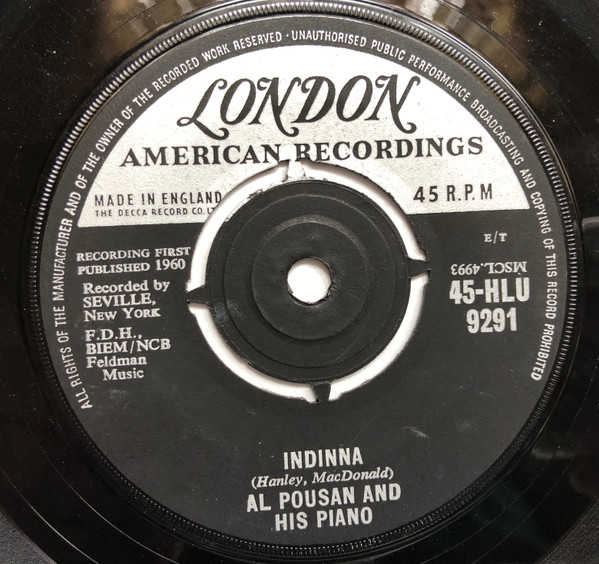 ALL RIGHTS OF THE MANUFACTURER AND OF THE OWNER OF THE RECORDED WORK RESERVED · UNAUTHORISED PUBLIC PERFORMANCE BROADCASTING AND COPYING OF THIS RECORD PROHIBITED
LONDON
AMERICAN RECORDINGS
MADE IN ENGLAND
THE DECCA RECORD CO.
45 R.P.M
E/T
RECORDING FIRST
PUBLISHED 1960
Recorded by
SEVILLE,
NEW YORK
F.D.H.,
BIEM/NCB
Feldman
Music
MSCL.4993
45-HLU
9291
INDINNA
(Hanley, MacDonald)
AL POUSAN AND
HIS PIANO